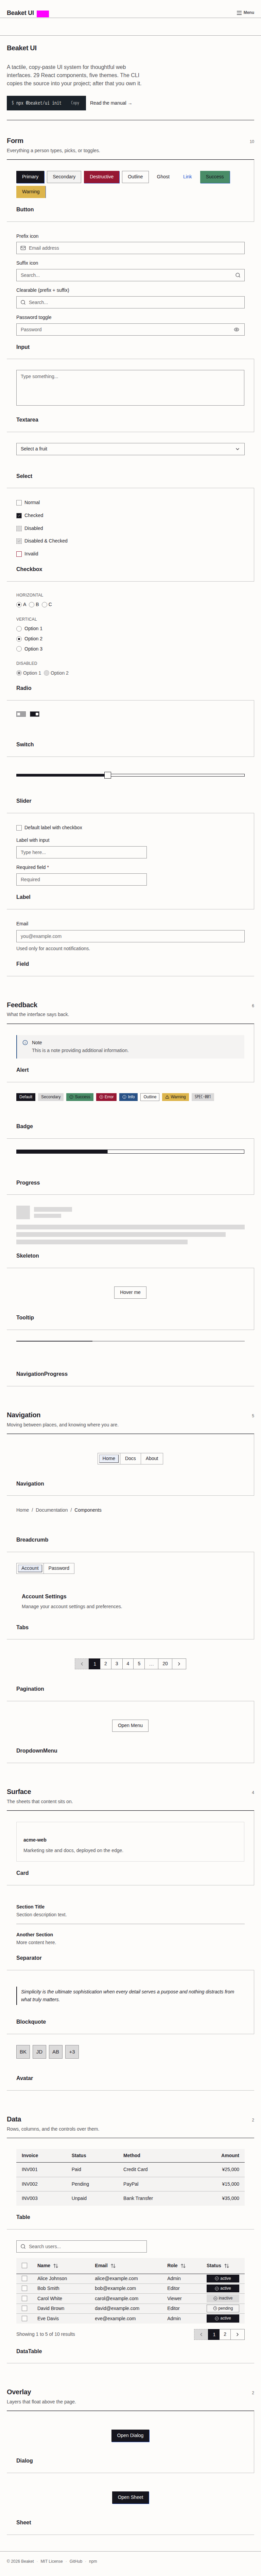 Beaket UI
Menu
Beaket UI
A tactile, copy-paste UI system for thoughtful web
interfaces. 29 React components, five themes. The CLI
copies the source into your project; after that, you own it.
$ npx @beaket/ui init
Read the manual →
Form
Everything a person types, picks, or toggles.
Primary
Secondary
Destructive
Outline
Ghost
Link
Success
Warning
Button
Prefix icon
Email address
Suffix icon
Search...
Clearable (prefix + suffix)
Search...
Password toggle
Password
Input
Type something...
Textarea
Select a fruit
Select
Normal
Checked
Disabled
Disabled & Checked
Invalid
Checkbox
HORIZONTAL
A B C
VERTICAL
Option 1
Option 2
Option 3
DISABLED
Option 1 Option 2
Radio
Switch
Slider
Default label with checkbox
Label with input
Type here...
Required field *
Required
Label
Email
you@example.com
Used only for account notifications.
Field
Feedback
What the interface says back.
Note
This is a note providing additional information.
Alert
Default Secondary Success Error Info Outline Warning
Badge
Progress
Skeleton
Hover me
Tooltip
NavigationProgress
Navigation
5
Moving between places, and knowing where you are.
Home Docs About
Navigation
Home / Documentation / Components
Breadcrumb
Account Password
Account Settings
Manage your account settings and preferences.
Tabs
1 2 3 4 5 … 20
Pagination
Open Menu
DropdownMenu
Surface
4
The sheets that content sits on.
acme-web
Marketing site and docs, deployed on the edge.
Card
Section Title
Section description text.
Another Section
More content here.
Separator
Simplicity is the ultimate sophistication when every detail serves a purpose and nothing distracts from
what truly matters.
Blockquote
BK JD AB +3
Avatar
Data
2
Rows, columns, and the controls over them.
Invoice Status Method Amount
INV001 Paid Credit Card ¥25,000
INV002 Pending PayPal ¥15,000
INV003 Unpaid Bank Transfer ¥35,000
Table
Search users...
Name Email Role Status
Alice Johnson alice@example.com Admin active
Bob Smith bob@example.com Editor active
Carol White carol@example.com Viewer inactive
David Brown david@example.com Editor pending
Eve Davis eve@example.com Admin active
Showing 1 to 5 of 10 results
1 2
DataTable
Overlay
2
Layers that float above the page.
Open Dialog
Dialog
Open Sheet
Sheet
© 2026 Beaket MIT License GitHub npm